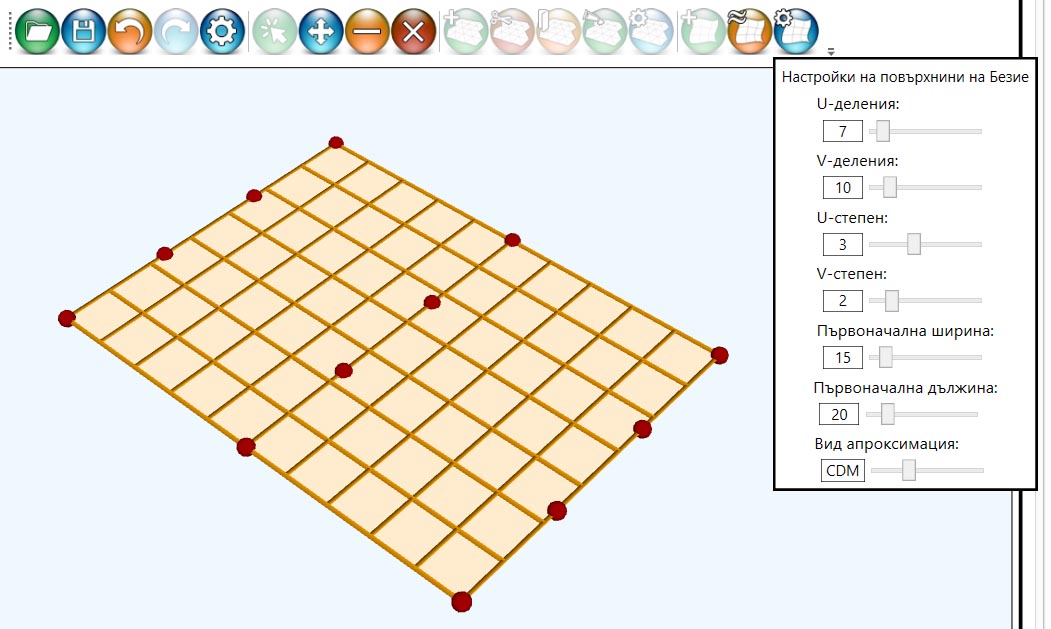 Настройки на повърхнини на Безие
U-деления:
7
V-деления:
10
U-степен:
3
V-степен:
2
Първоначална ширина:
15
Първоначална дължина:
20
Вид апроксимация:
CDM